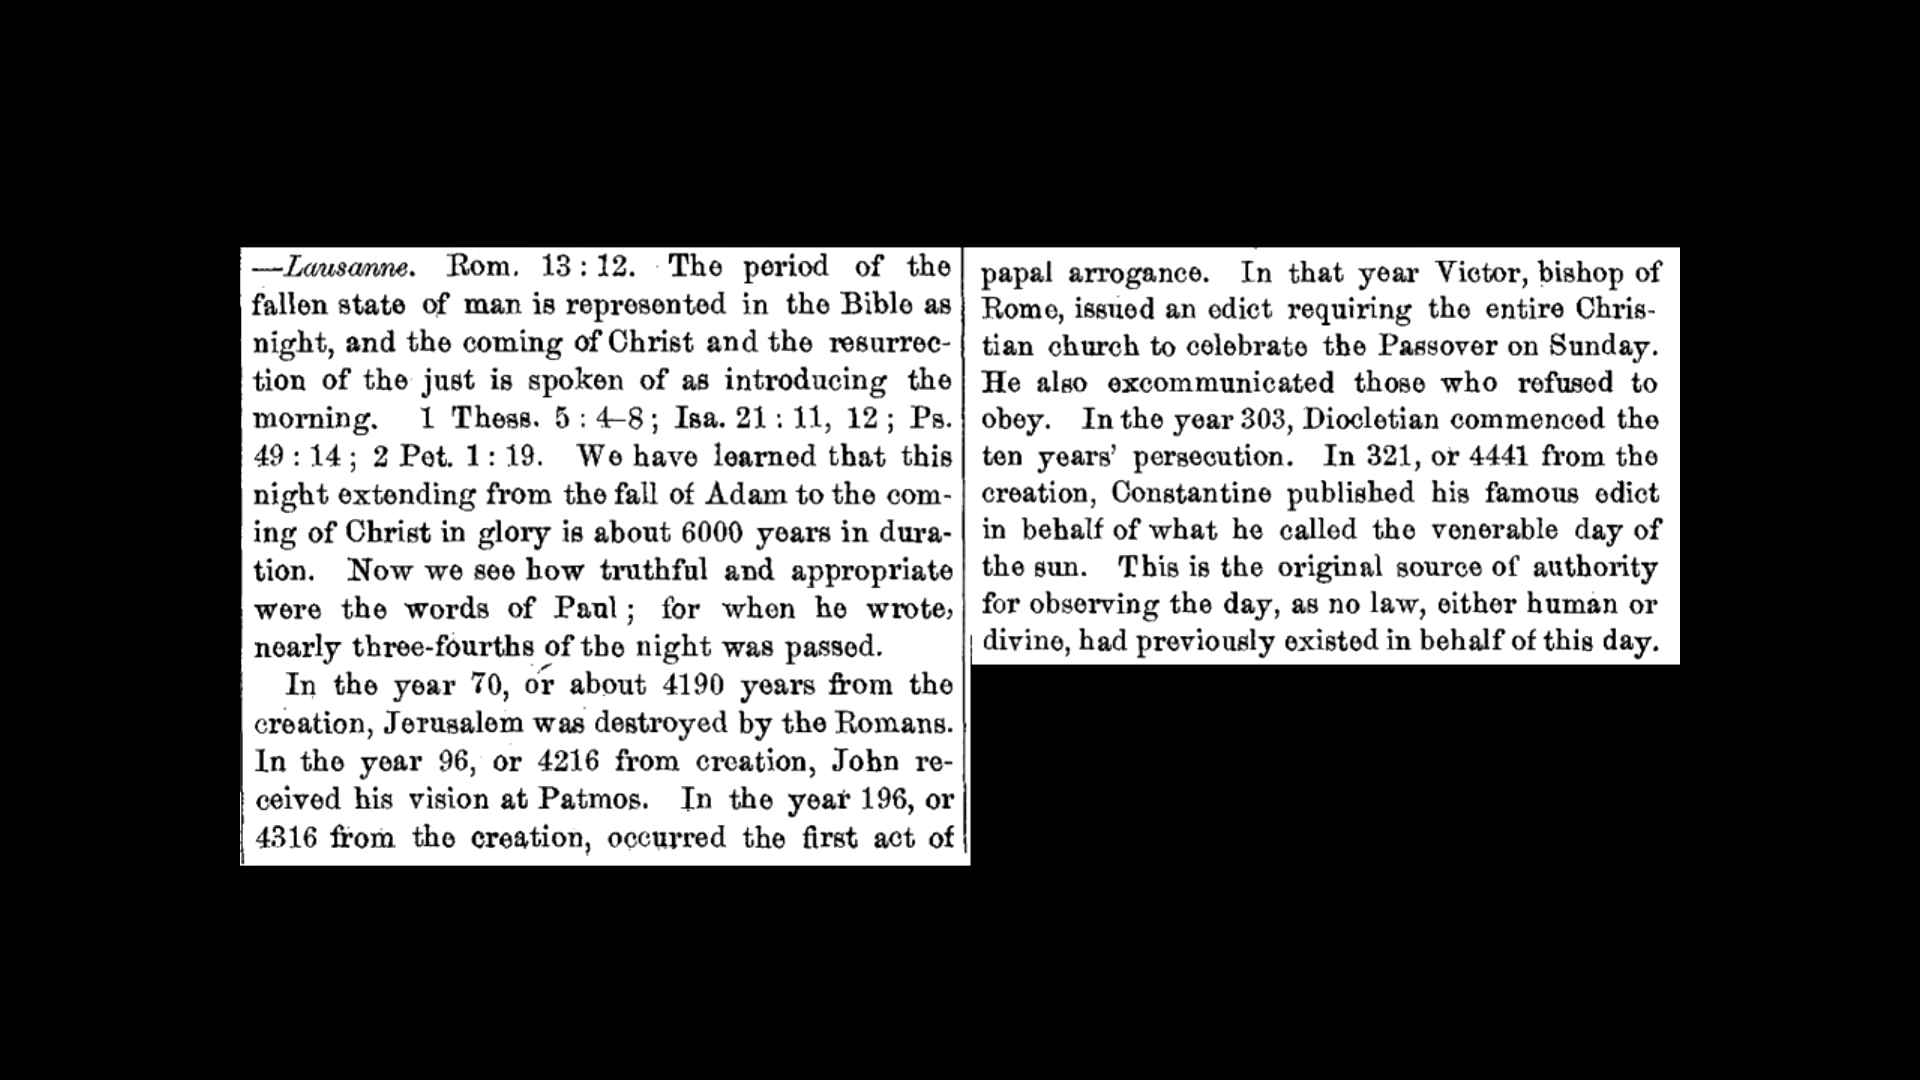 —Lausanne. Rom. 13 : 12. The period of the
fallen state of man is represented in the Bible as
night, and the coming of Christ and the resurrec-
tion of the just is spoken of as introducing the
morning. 1 Thess. 5 : 4–8 ; Isa. 21 : 11, 12 ; Ps.
49 : 14 ; 2 Pet. 1 : 19. We have learned that this
night extending from the fall of Adam to the com-
ing of Christ in glory is about 6000 years in dura-
tion. Now we see how truthful and appropriate
were the words of Paul ; for when he wrote,
nearly three-fourths of the night was passed.
In the year 70, or about 4190 years from the
creation, Jerusalem was destroyed by the Romans.
In the year 96, or 4216 from creation, John re-
ceived his vision at Patmos. In the year 196, or
4316 from the creation, occurred the first act of
papal arrogance. In that year Victor, bishop of
Rome, issued an edict requiring the entire Chris-
tian church to celebrate the Passover on Sunday.
He also excommunicated those who refused to
obey. In the year 303, Diocletian commenced the
ten years' persecution. In 321, or 4441 from the
creation, Constantine published his famous edict
in behalf of what he called the venerable day of
the sun. This is the original source of authority
for observing the day, as no law, either human or
divine, had previously existed in behalf of this day.